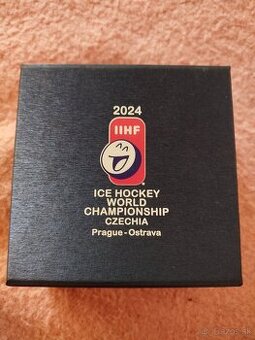 2024
IIHF
ICE HOCKEY
WORLD
CHAMPIONSHIP
CZECHIA
Prague - Ostrava